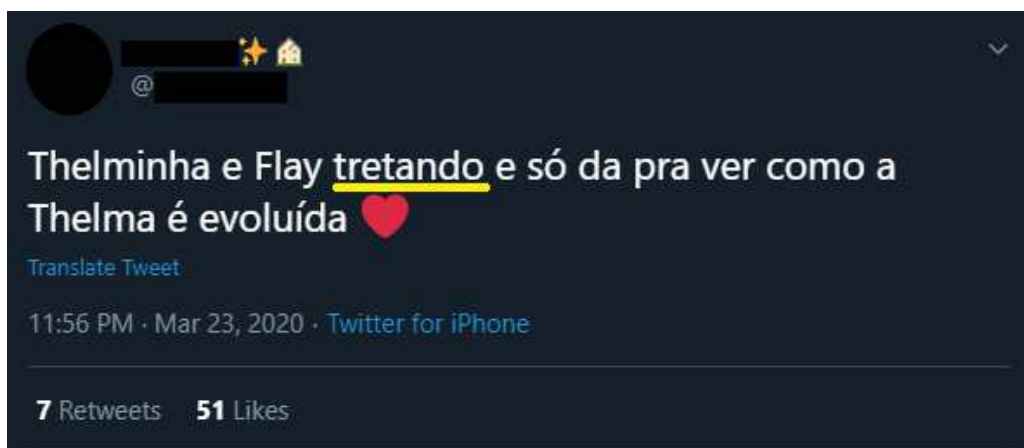 ✨🏠
@
Thelminha e Flay tretando e só da pra ver como a
Thelma é evoluída ❤️
Translate Tweet
11:56 PM · Mar 23, 2020 · Twitter for iPhone
7 Retweets 51 Likes